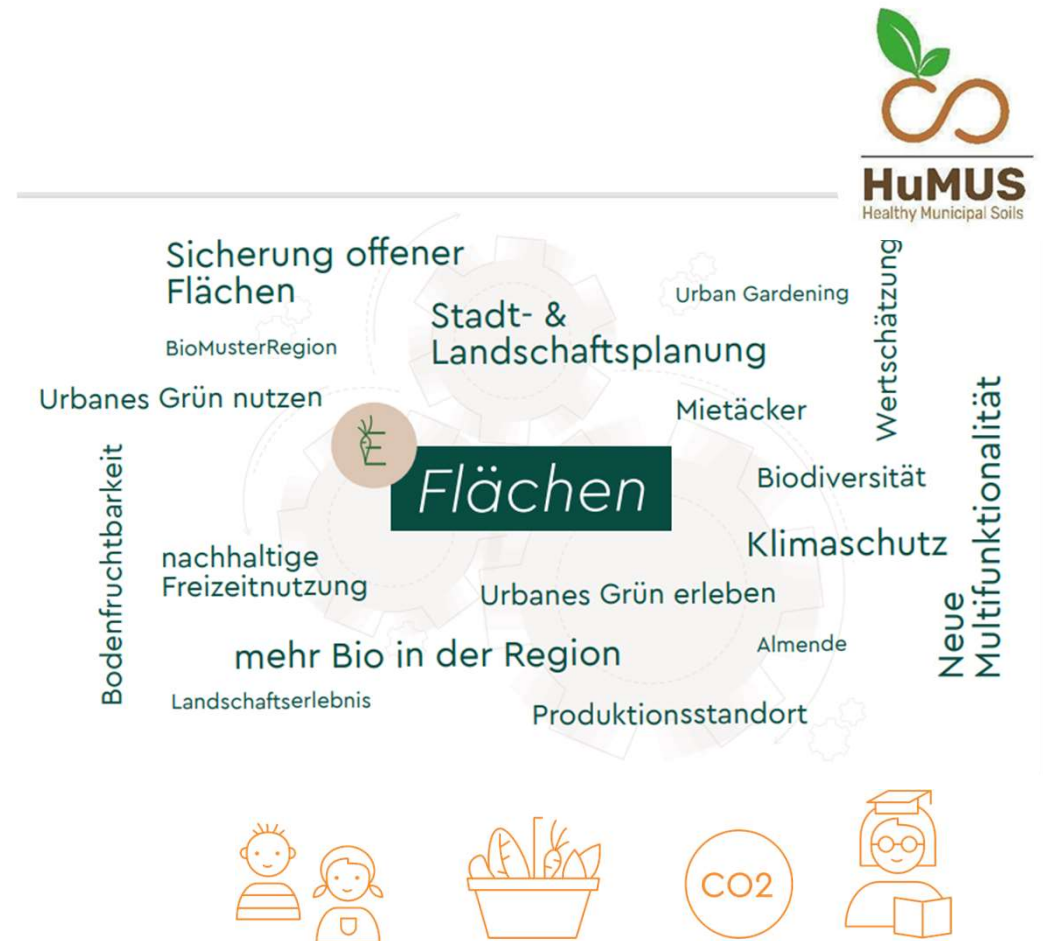 HuMUS
Healthy Municipal Soils
Sicherung offener
Flächen
Stadt- &
Landschaftsplanung
Urban Gardening
Wertschätzung
BioMusterRegion
Urbanes Grün nutzen
Mietäcker
Flächen
Biodiversität
Bodenfruchtbarkeit
Klimaschutz
Neue
Multifunktionalität
nachhaltige
Freizeitnutzung
Urbanes Grün erleben
mehr Bio in der Region
Almende
Landschaftserlebnis
Produktionsstandort
CO2